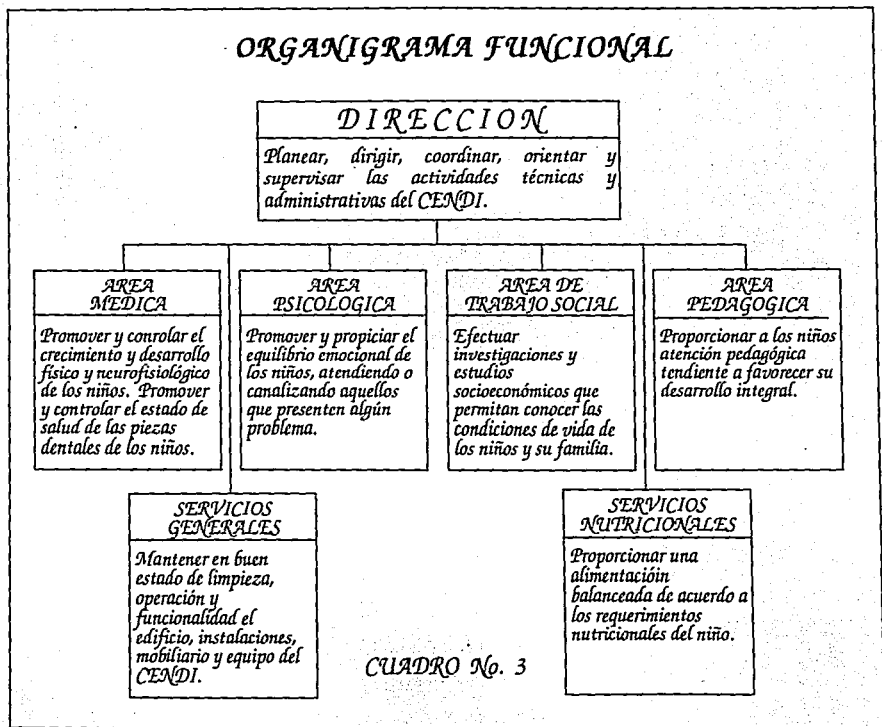 ORGANIGRAMA FUNCIONAL
DIRECCION
Planear, dirigir, coordinar, orientar y
supervisar las actividades técnicas y
administrativas del CENDI.
AREA
MEDICA
Promover y conrolar el
crecimiento y desarrollo
físico y neurofisiológico
de los niños. Promover
y controlar el estado de
salud de las piezas
dentales de los niños.
AREA
PSICOLOGICA
Promover y propiciar el
equilibrio emocional de
los niños, atendiendo o
canalizando aquellos
que presenten algún
problema.
AREA DE
TRABAJO SOCIAL
Efectuar
investigaciones y
estudios
socioeconómicos que
permitan conocer las
condiciones de vida de
los niños y su familia.
AREA
PEDAGOGICA
Proporcionar a los niños
atención pedagógica
tendiente a favorecer su
desarrollo integral.
SERVICIOS
GENERALES
Mantener en buen
estado de limpieza,
operación y
funcionalidad el
edificio, instalaciones,
mobiliario y equipo del
CENDI.
SERVICIOS
NUTRICIONALES
Proporcionar una
alimentacióin
balanceada de acuerdo a
los requerimientos
nutricionales del niño.
CUADRO No. 3